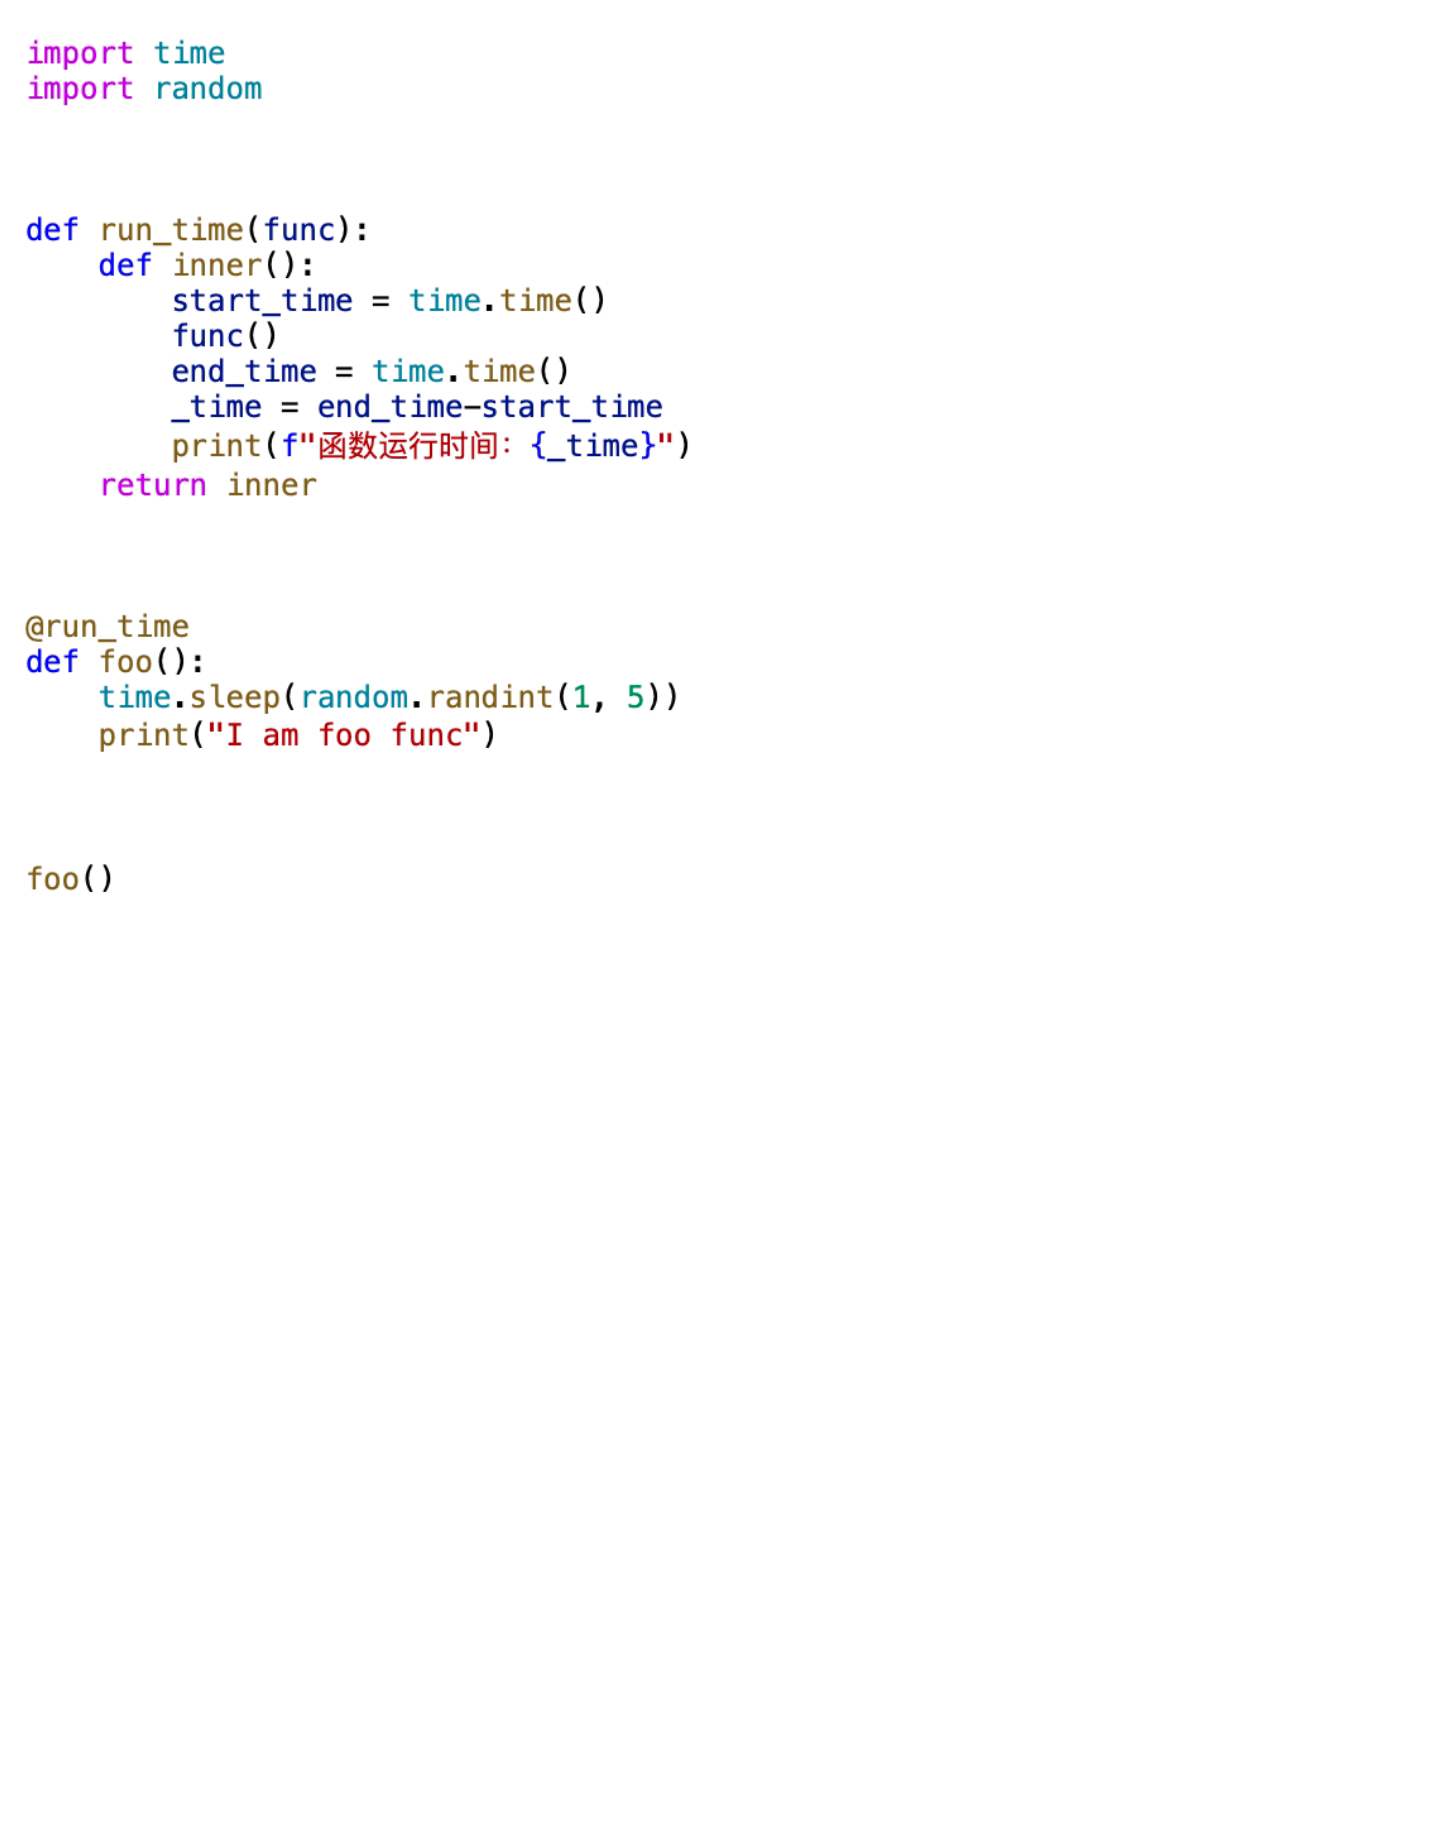 import time
import random
def run_time(func):
    def inner():
        start_time = time.time()
        func()
        end_time = time.time()
        _time = end_time-start_time
        print(f"函数运行时间：{_time}")
    return inner
@run_time
def foo():
    time.sleep(random.randint(1, 5))
    print("I am foo func")
foo()